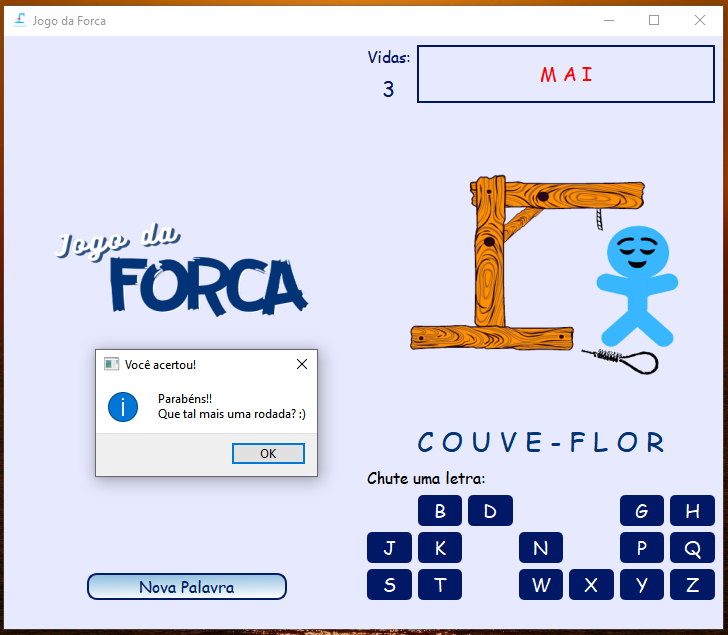 Jogo da Forca
Vidas:
3
M A I
Jogo da
FORCA
Você acertou!
Parabéns!!
Que tal mais uma rodada? :)
OK
C O U V E - F L O R
Chute uma letra:
B D G H
J K N P Q
S T W X Y Z
Nova Palavra